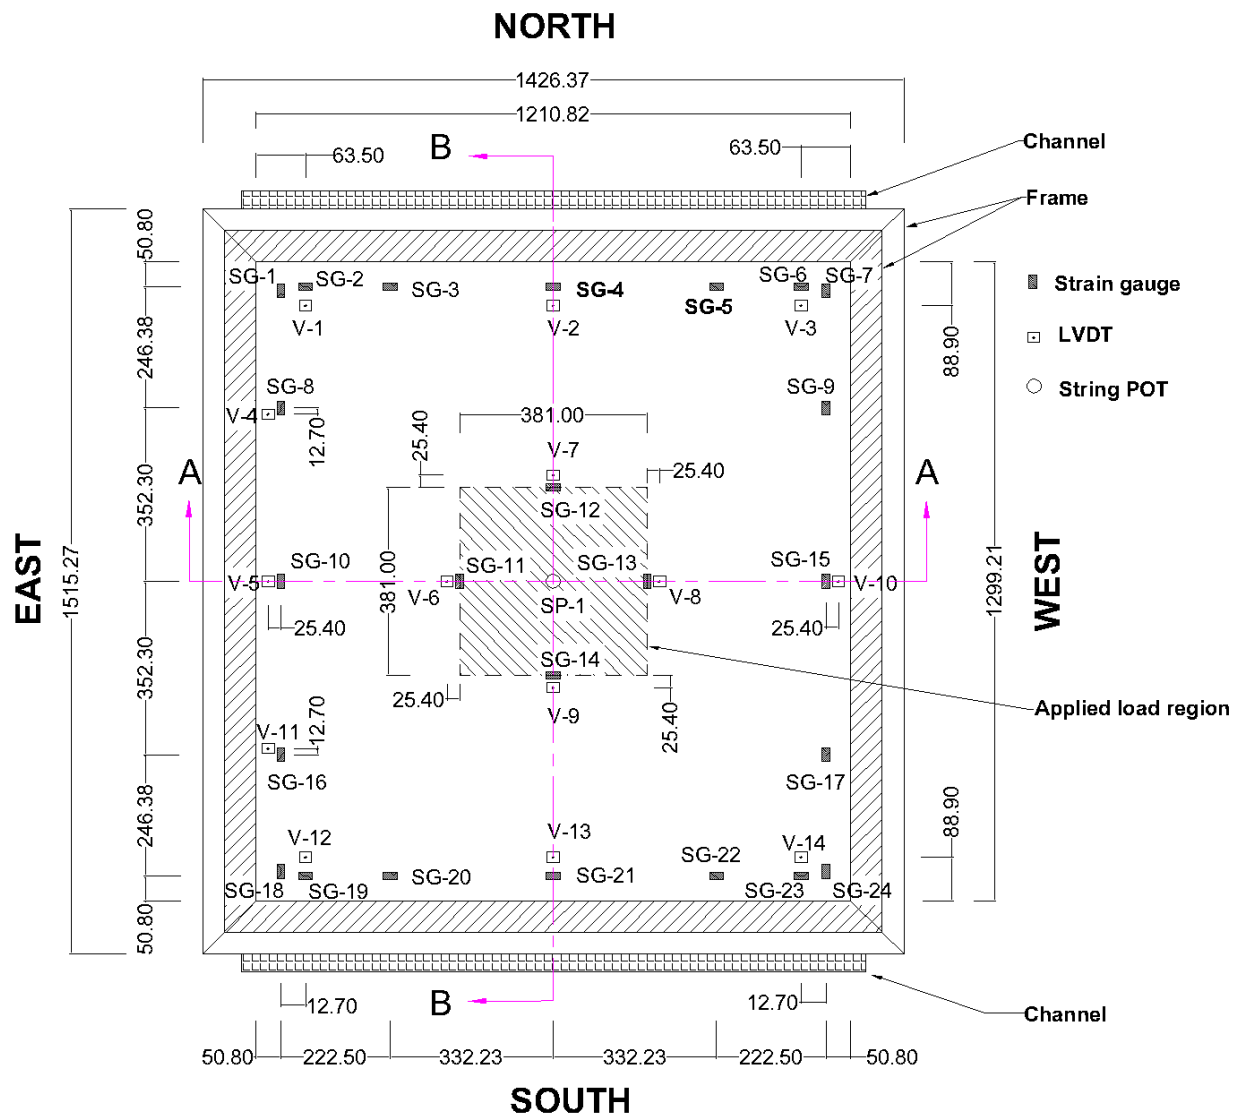 NORTH
1426.37
1210.82
63.50
B
63.50
Channel
Frame
50.80
SG-1
SG-2
SG-3
SG-4
SG-5
SG-6
SG-7
Strain gauge
V-1
V-2
V-3
LVDT
246.38
88.90
SG-8
SG-9
String POT
V-4
12.70
25.40
381.00
V-7
A
25.40
A
352.30
SG-12
EAST
1515.27
SG-10
SG-11
SG-13
SG-15
V-5
V-6
381.00
SP-1
V-8
V-10
1299.21
WEST
25.40
25.40
352.30
SG-14
25.40
V-9
25.40
Applied load region
V-11
12.70
SG-16
SG-17
246.38
88.90
V-12
V-13
V-14
SG-22
SG-18
SG-19
SG-20
SG-21
SG-23
SG-24
50.80
12.70
B
12.70
Channel
50.80
222.50
332.23
332.23
222.50
50.80
SOUTH